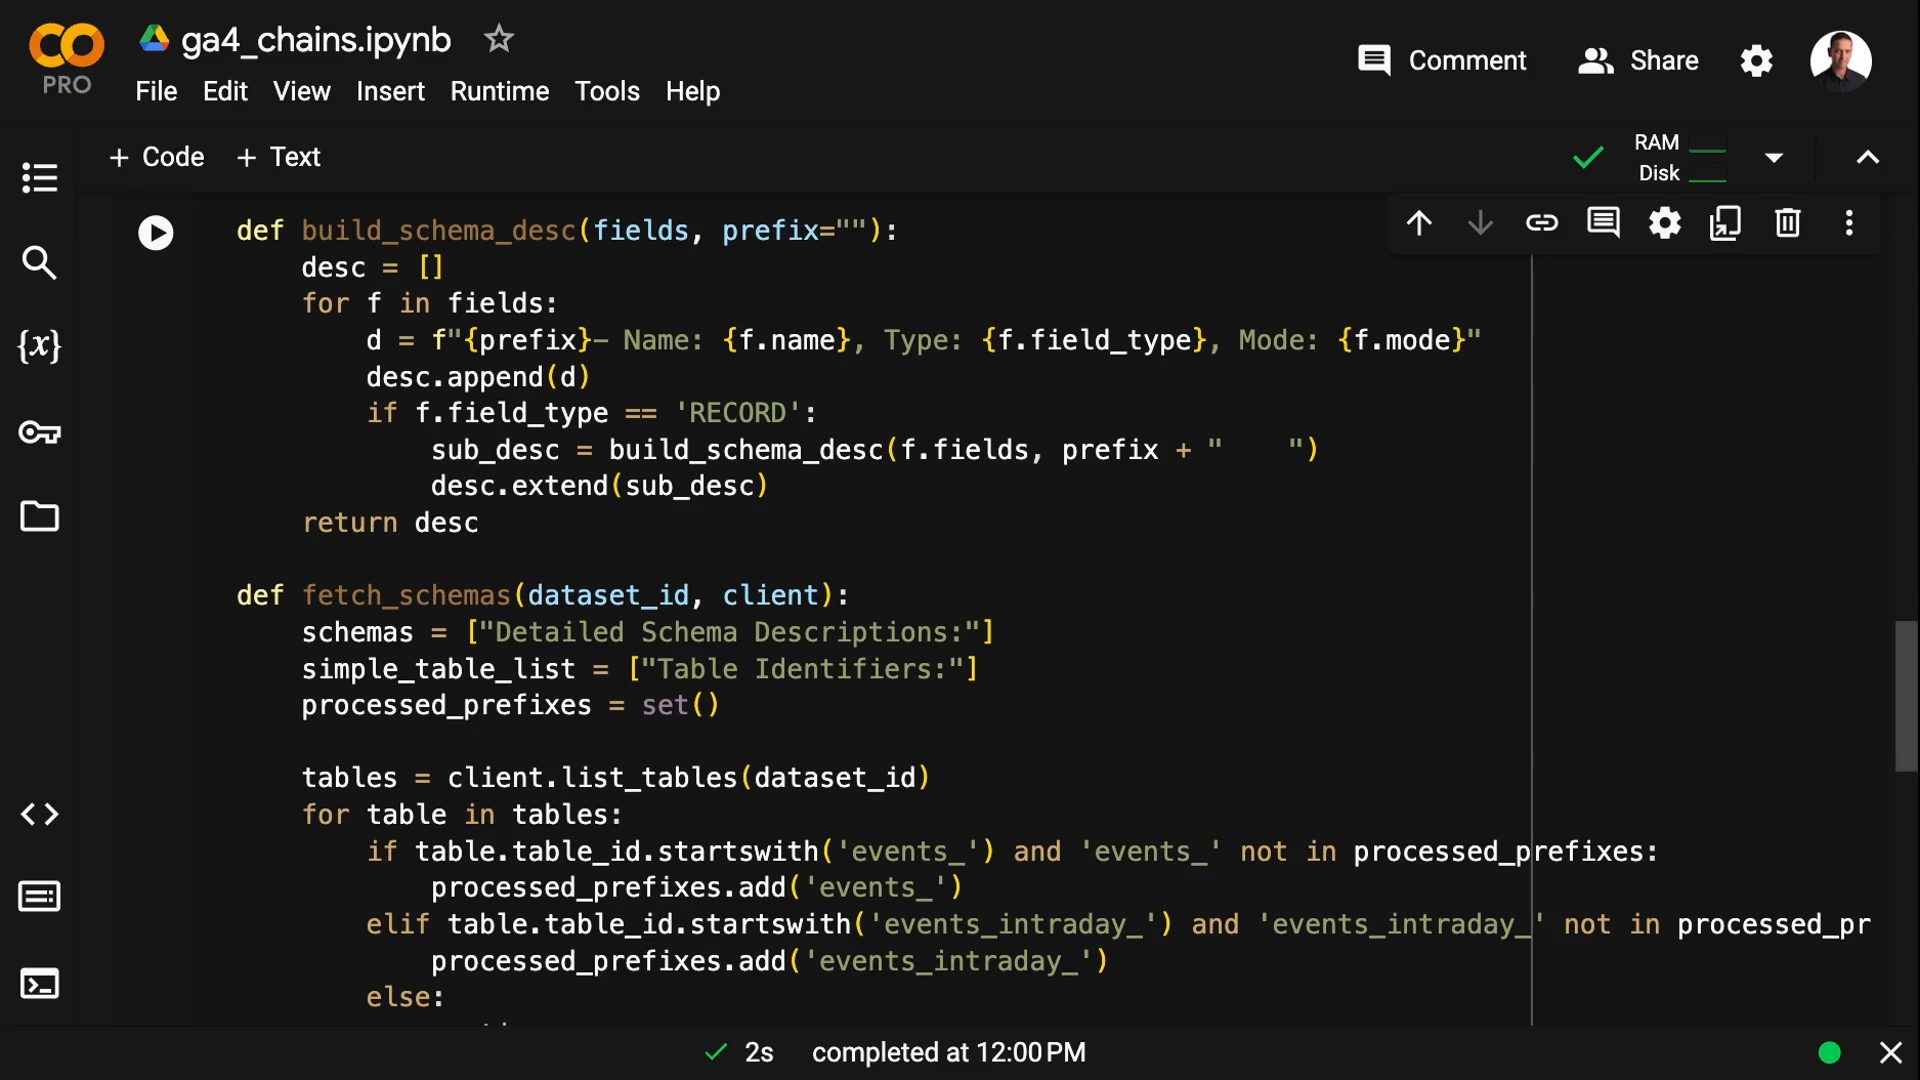 ga4_chains.ipynb
PRO
File Edit View Insert Runtime Tools Help
Comment Share
+ Code + Text
RAM
Disk
{x}
def build_schema_desc(fields, prefix=""):
    desc = []
    for f in fields:
        d = f"{prefix}- Name: {f.name}, Type: {f.field_type}, Mode: {f.mode}"
        desc.append(d)
        if f.field_type == 'RECORD':
            sub_desc = build_schema_desc(f.fields, prefix + "    ")
            desc.extend(sub_desc)
    return desc
def fetch_schemas(dataset_id, client):
    schemas = ["Detailed Schema Descriptions:"]
    simple_table_list = ["Table Identifiers:"]
    processed_prefixes = set()
    tables = client.list_tables(dataset_id)
    for table in tables:
        if table.table_id.startswith('events_') and 'events_' not in processed_prefixes:
            processed_prefixes.add('events_')
        elif table.table_id.startswith('events_intraday_') and 'events_intraday_' not in processed_pr
            processed_prefixes.add('events_intraday_')
        else:
2s completed at 12:00 PM